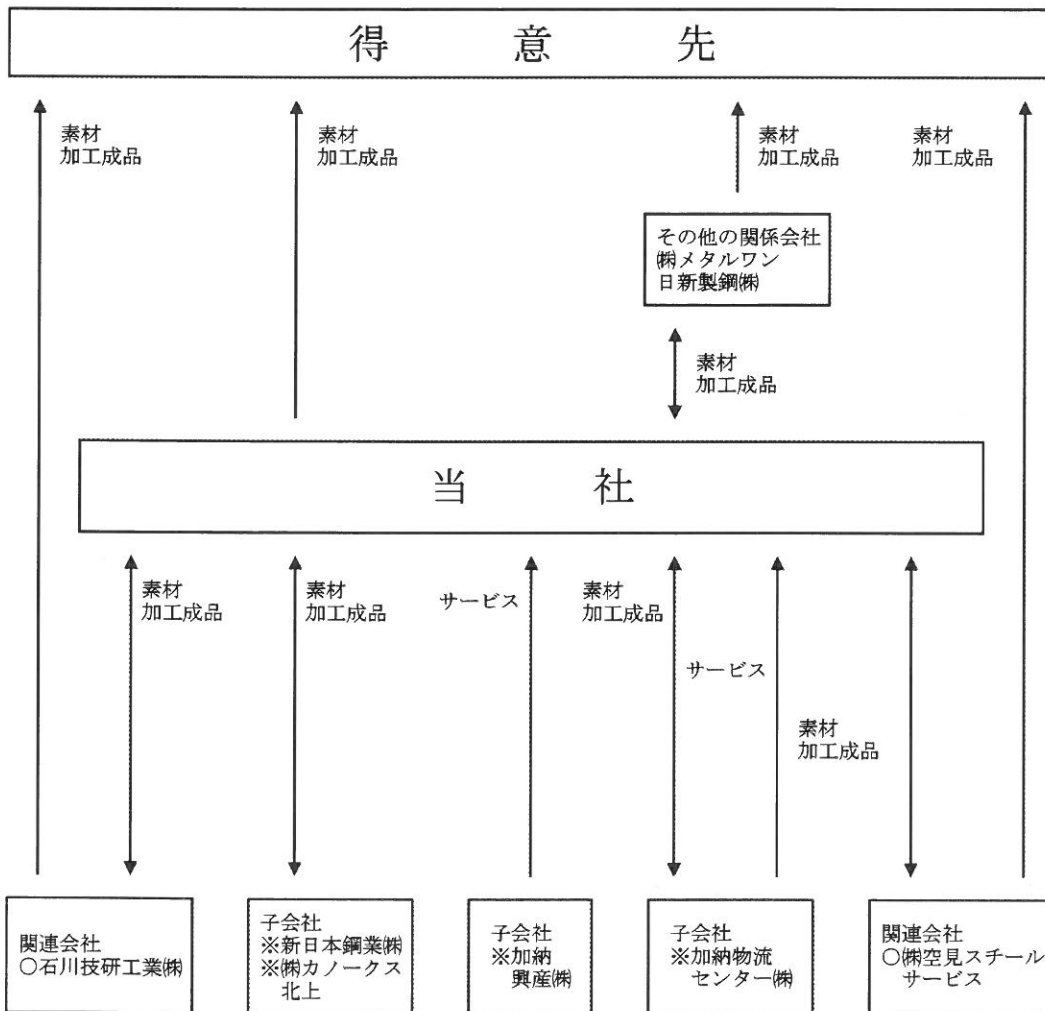 得意先
素材
加工成品
素材
加工成品
素材
加工成品
素材
加工成品
その他の関係会社
㈱メタルワン
日新製鋼㈱
素材
加工成品
当社
素材
加工成品
素材
加工成品
サービス
素材
加工成品
サービス
素材
加工成品
関連会社
○石川技研工業㈱
子会社
※新日本鋼業㈱
※㈱カノークス
北上
子会社
※加納
興産㈱
子会社
※加納物流
センター㈱
関連会社
○㈱空見スチール
サービス